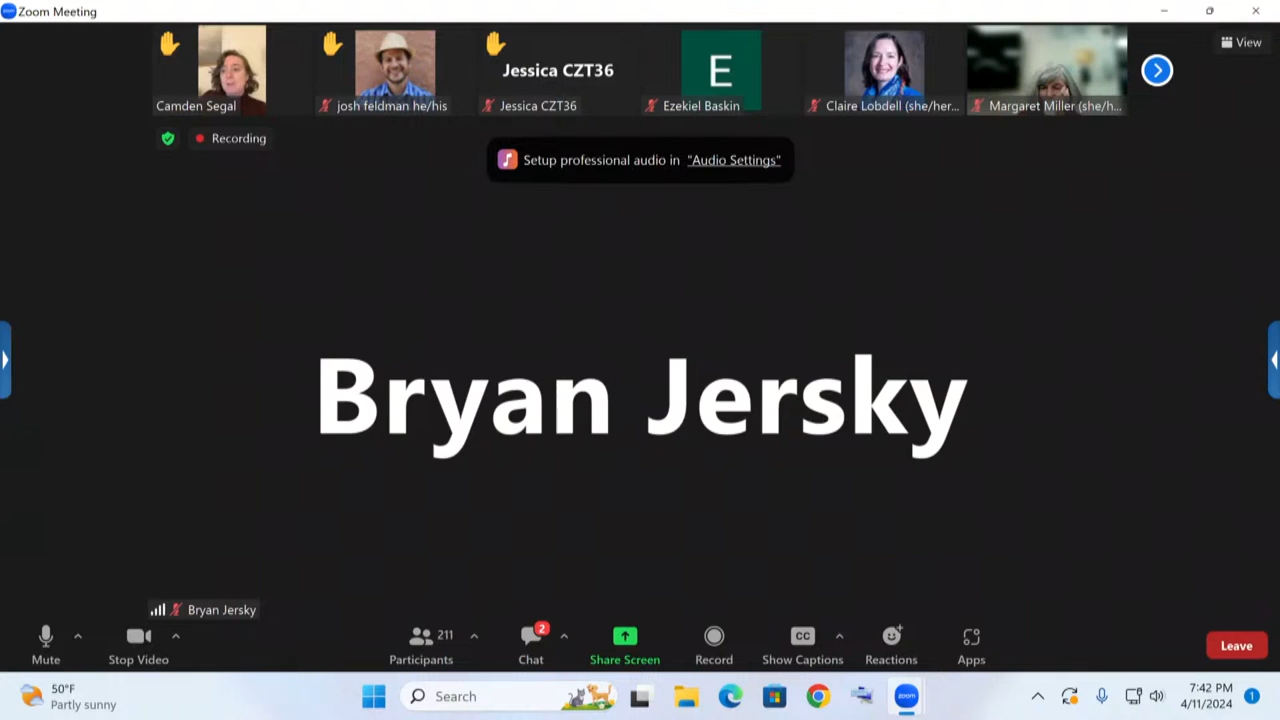 Zoom Meeting
Jessica CZT36
E
Camden Segal
josh feldman he/his
Jessica CZT36
Ezekiel Baskin
Claire Lobdell (she/her...
Margaret Miller (she/h...
View
Recording
Setup professional audio in "Audio Settings"
Bryan Jersky
Bryan Jersky
Mute
Stop Video
211
Participants
2
Chat
Share Screen
Record
CC
Show Captions
Reactions
Apps
Leave
50°F
Partly sunny
Search
zoom
7:42 PM
4/11/2024
1